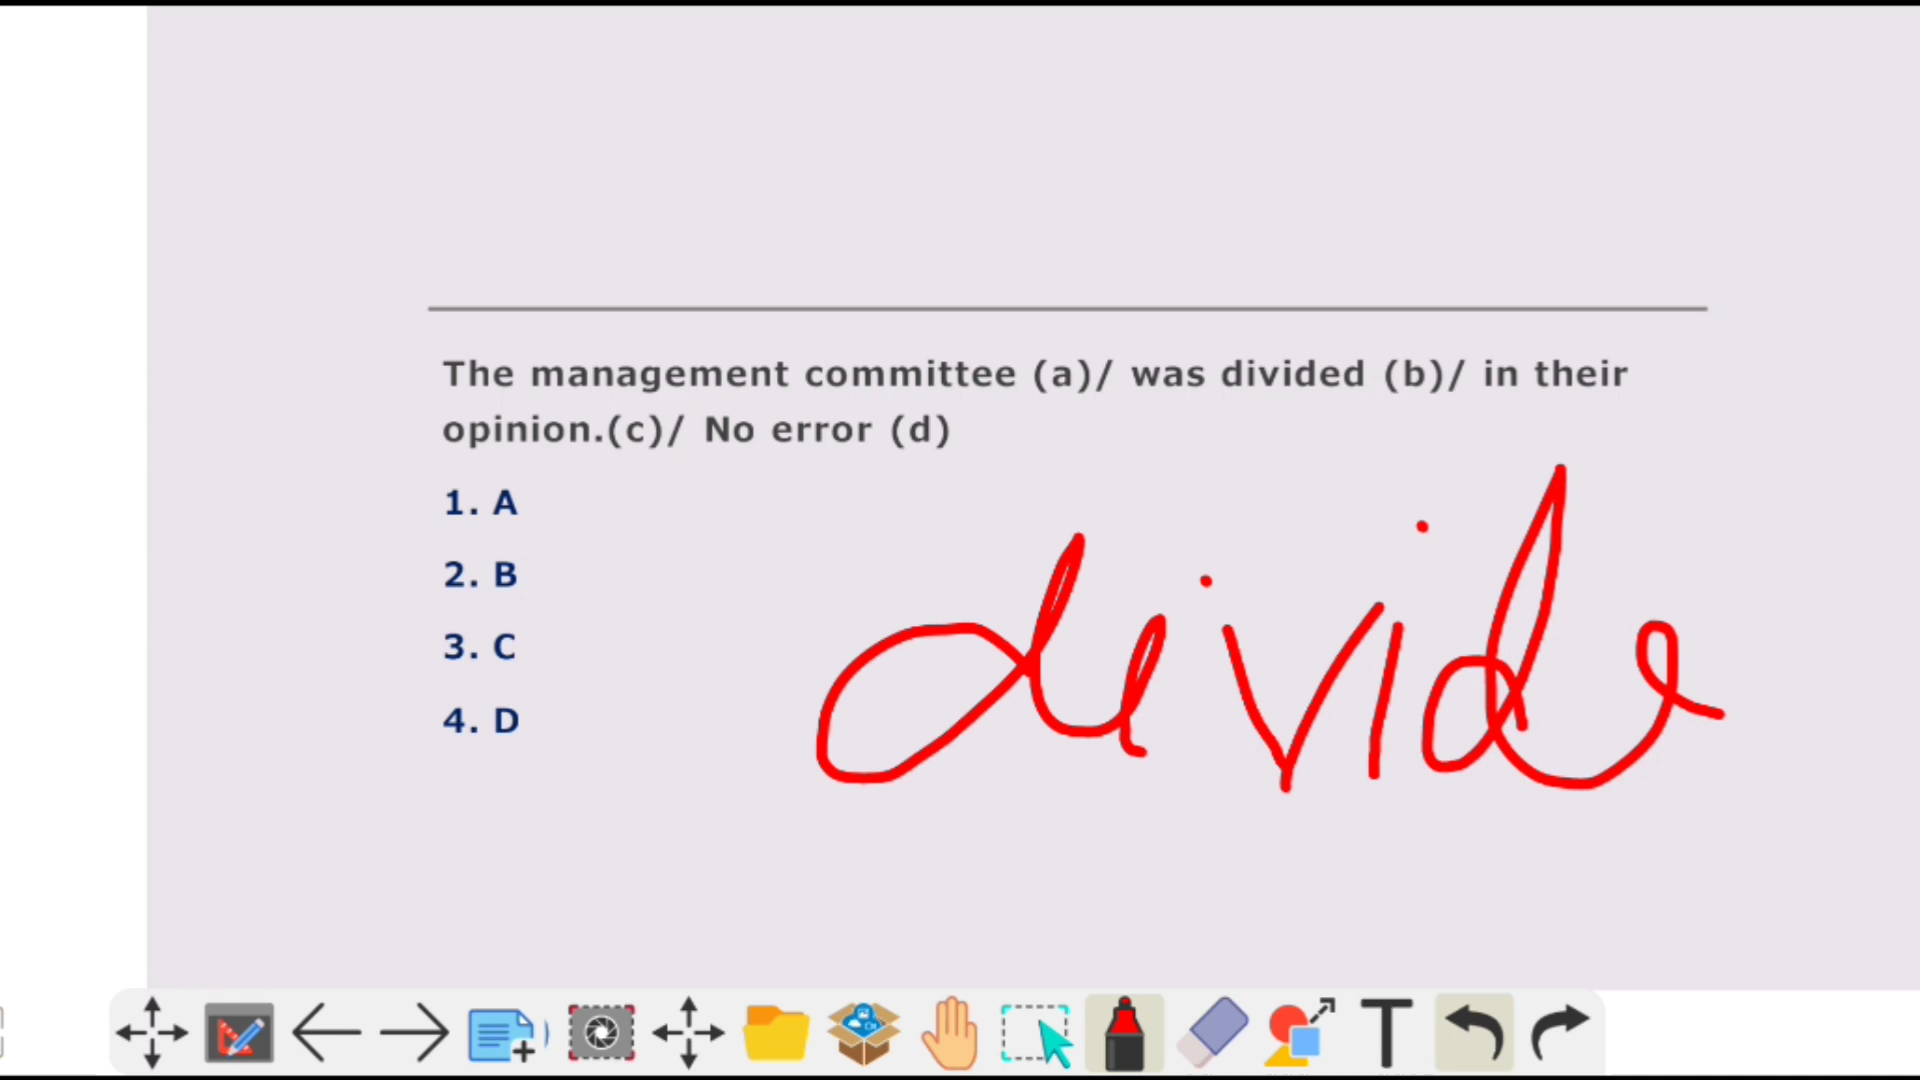 The management committee (a)/ was divided (b)/ in their
opinion.(c)/ No error (d)
1. A
2. B
3. C
4. D
divide